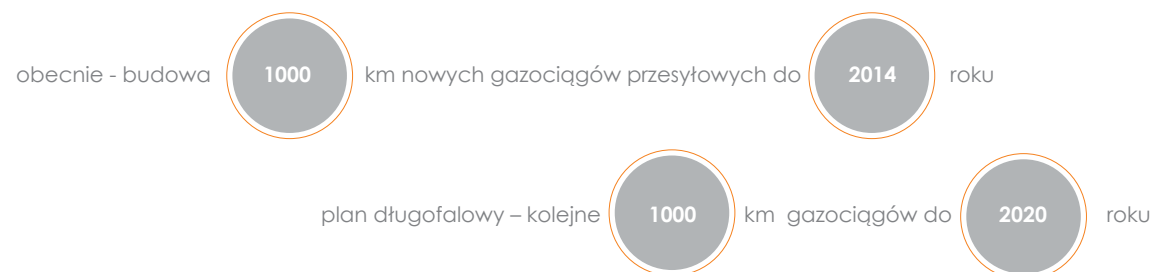 obecnie - budowa 1000 km nowych gazociągów przesyłowych do 2014 roku
plan długofalowy – kolejne 1000 km gazociągów do 2020 roku